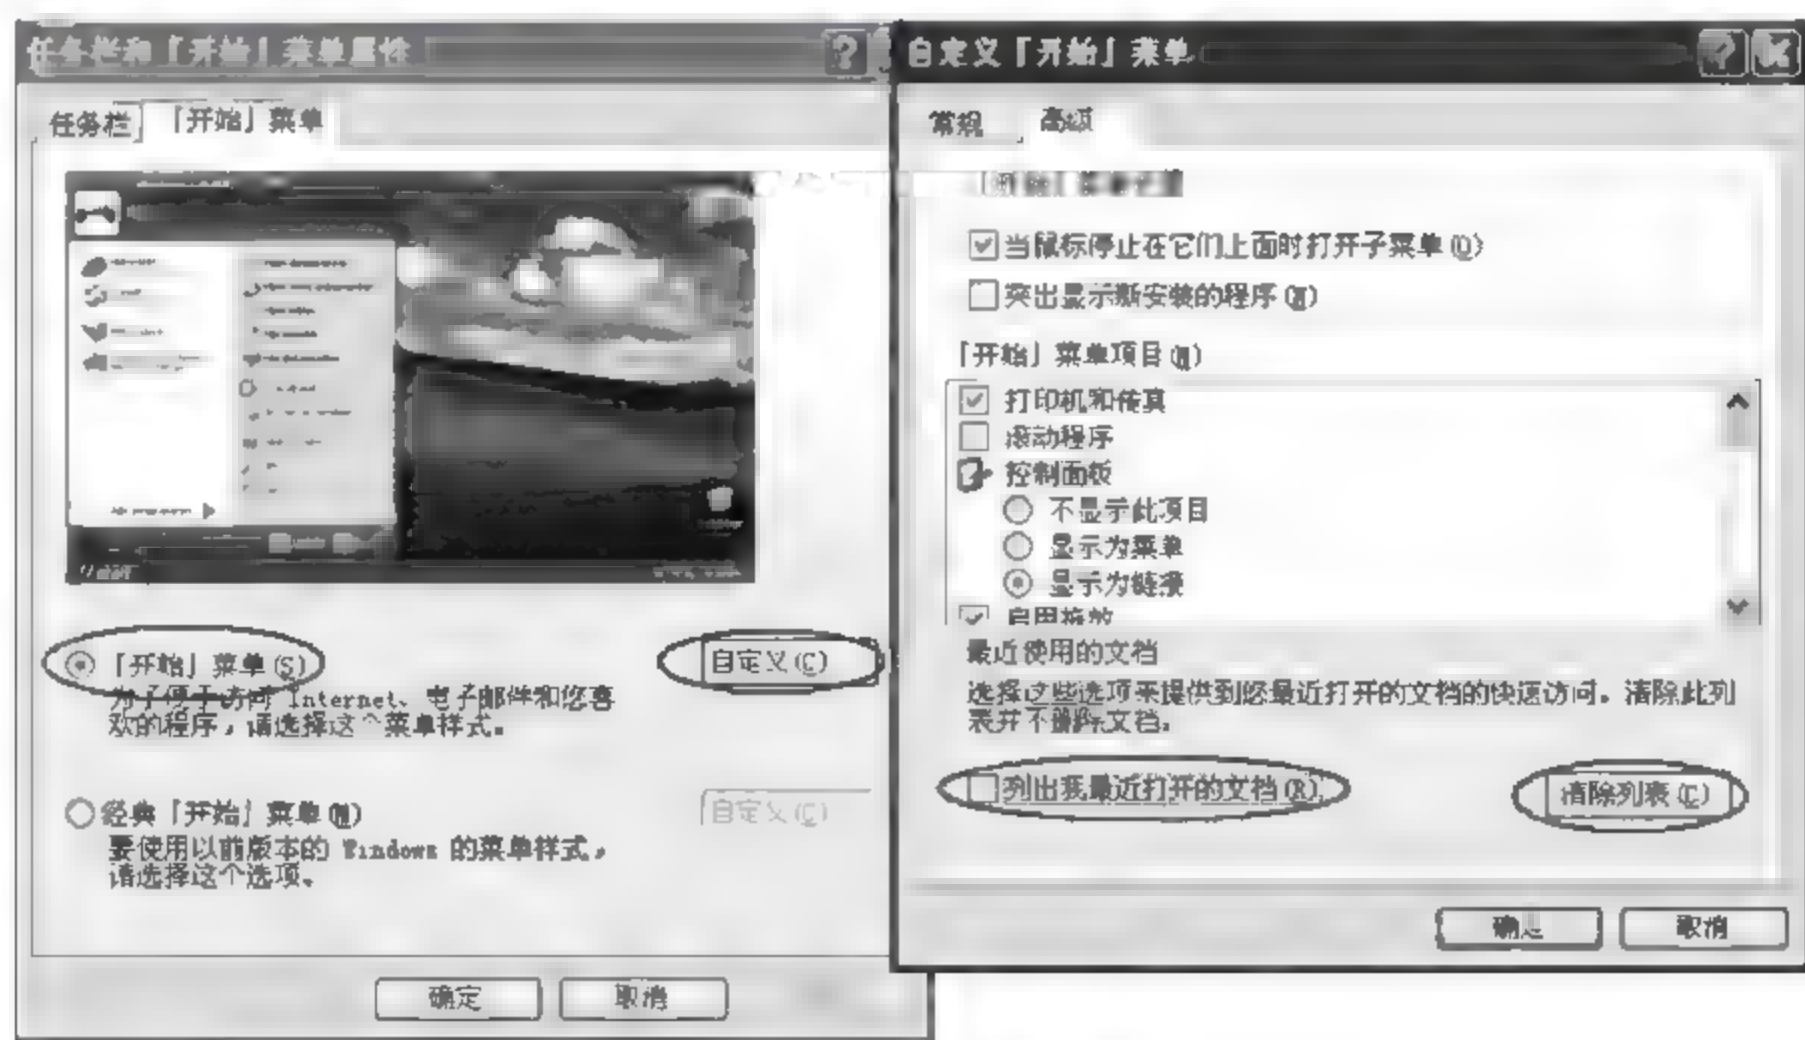 任务栏和「开始」菜单属性
任务栏
「开始」菜单
「开始」菜单(S)
自定义(C)
为了便于访问 Internet、电子邮件和您喜
欢的程序，请选择这个菜单样式。
经典「开始」菜单(M)
自定义(C)
要使用以前版本的 Windows 的菜单样式，
请选择这个选项。
确定
取消
自定义「开始」菜单
常规
高级
当鼠标停止在它们上面时打开子菜单(O)
突出显示新安装的程序(N)
「开始」菜单项目(M)
打印机和传真
滚动程序
控制面板
不显示此项目
显示为菜单
显示为链接
启用拖放
最近使用的文档
选择这些选项来提供到您最近打开的文档的快速访问。清除此列
表并不删除文档。
列出我最近打开的文档(R)
清除列表(C)
确定
取消